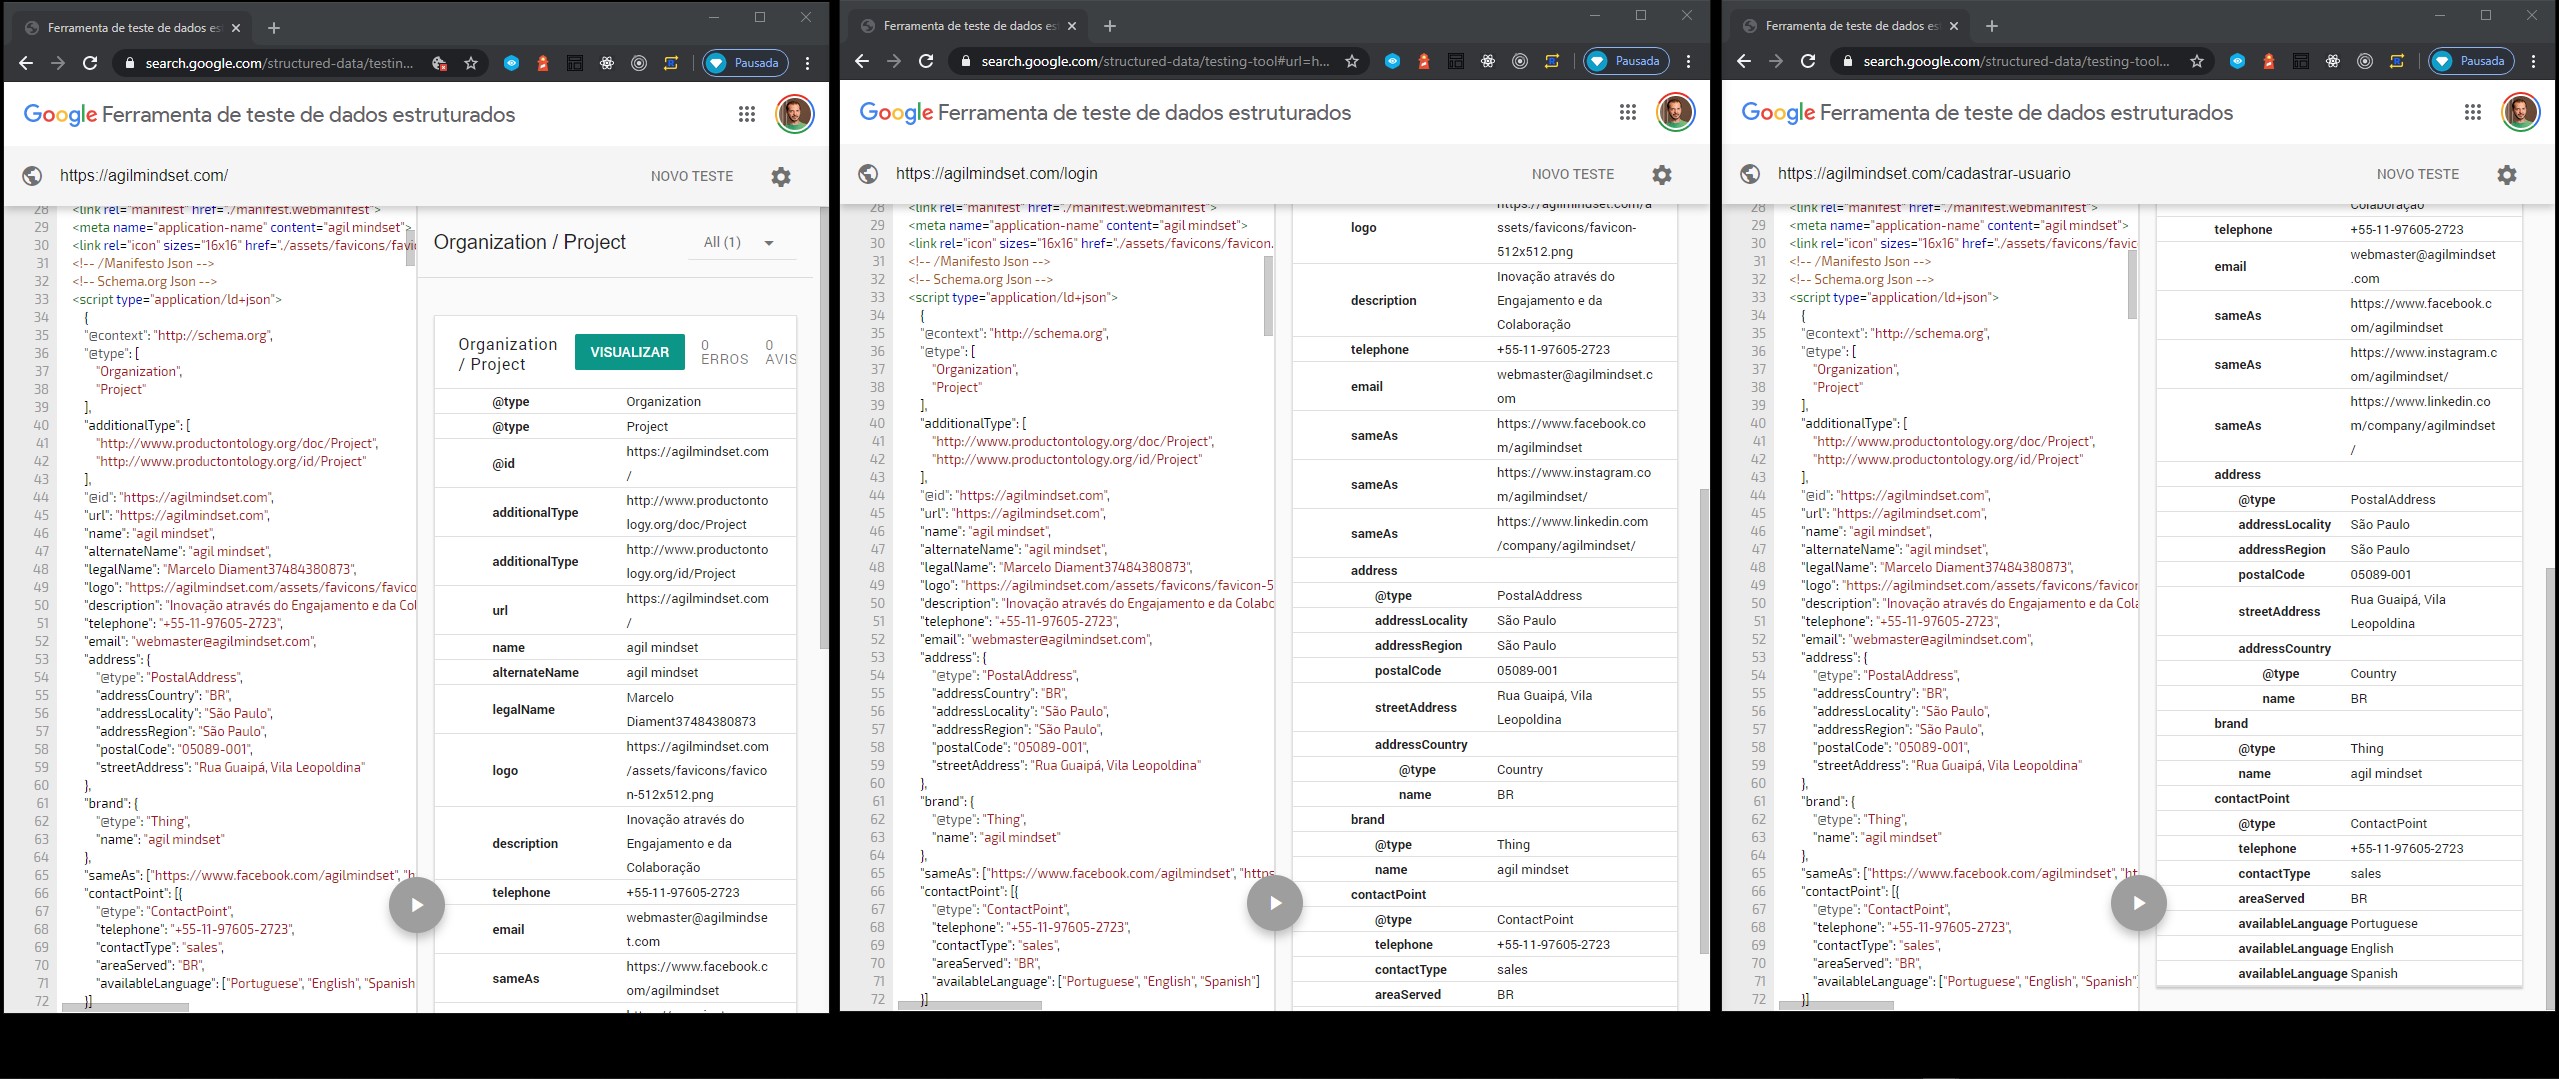 Ferramenta de teste de dados es
search.google.com/structured-data/testin...
Pausada
Google Ferramenta de teste de dados estruturados
https://agilmindset.com/
NOVO TESTE
28 <link rel="manifest" href="./manifest.webmanifest">
29 <meta name="application-name" content="agil mindset">
30 <link rel="icon" sizes="16x16" href="./assets/favicons/favi
31 <!-- /Manifesto Json -->
32 <!-- Schema.org Json -->
33 <script type="application/ld+json">
34 {
35 "@context": "http://schema.org",
36 "@type": [
37 "Organization",
38 "Project"
39 ],
40 "additionalType": [
41 "http://www.productontology.org/doc/Project",
42 "http://www.productontology.org/id/Project"
43 ],
44 "@id": "https://agilmindset.com",
45 "url": "https://agilmindset.com",
46 "name": "agil mindset",
47 "alternateName": "agil mindset",
48 "legalName": "Marcelo Diament37484380873",
49 "logo": "https://agilmindset.com/assets/favicons/favico
50 "description": "Inovação através do Engajamento e da Col
51 "telephone": "+55-11-97605-2723",
52 "email": "webmaster@agilmindset.com",
53 "address": {
54 "@type": "PostalAddress",
55 "addressCountry": "BR",
56 "addressLocality": "São Paulo",
57 "addressRegion": "São Paulo",
58 "postalCode": "05089-001",
59 "streetAddress": "Rua Guaipá, Vila Leopoldina"
60 },
61 "brand": {
62 "@type": "Thing",
63 "name": "agil mindset"
64 },
65 "sameAs": ["https://www.facebook.com/agilmindset", "h
66 "contactPoint": [{
67 "@type": "ContactPoint",
68 "telephone": "+55-11-97605-2723",
69 "contactType": "sales",
70 "areaServed": "BR",
71 "availableLanguage": ["Portuguese", "English", "Spanish
72 }]
Organization / Project
All (1)
Organization
/ Project
VISUALIZAR
0
ERROS
0
AVIS
@type Organization
@type Project
@id https://agilmindset.com
/
additionalType http://www.productonto
logy.org/doc/Project
additionalType http://www.productonto
logy.org/id/Project
url https://agilmindset.com
/
name agil mindset
alternateName agil mindset
legalName Marcelo
Diament37484380873
logo https://agilmindset.com
/assets/favicons/favico
n-512x512.png
description Inovação através do
Engajamento e da
Colaboração
telephone +55-11-97605-2723
email webmaster@agilmindse
t.com
sameAs https://www.facebook.c
om/agilmindset
Ferramenta de teste de dados es
search.google.com/structured-data/testing-tool#url=h...
Pausada
Google Ferramenta de teste de dados estruturados
https://agilmindset.com/login
NOVO TESTE
28 <link rel="manifest" href="./manifest.webmanifest">
29 <meta name="application-name" content="agil mindset">
30 <link rel="icon" sizes="16x16" href="./assets/favicons/favicon.
31 <!-- /Manifesto Json -->
32 <!-- Schema.org Json -->
33 <script type="application/ld+json">
34 {
35 "@context": "http://schema.org",
36 "@type": [
37 "Organization",
38 "Project"
39 ],
40 "additionalType": [
41 "http://www.productontology.org/doc/Project",
42 "http://www.productontology.org/id/Project"
43 ],
44 "@id": "https://agilmindset.com",
45 "url": "https://agilmindset.com",
46 "name": "agil mindset",
47 "alternateName": "agil mindset",
48 "legalName": "Marcelo Diament37484380873",
49 "logo": "https://agilmindset.com/assets/favicons/favicon-5
50 "description": "Inovação através do Engajamento e da Colabo
51 "telephone": "+55-11-97605-2723",
52 "email": "webmaster@agilmindset.com",
53 "address": {
54 "@type": "PostalAddress",
55 "addressCountry": "BR",
56 "addressLocality": "São Paulo",
57 "addressRegion": "São Paulo",
58 "postalCode": "05089-001",
59 "streetAddress": "Rua Guaipá, Vila Leopoldina"
60 },
61 "brand": {
62 "@type": "Thing",
63 "name": "agil mindset"
64 },
65 "sameAs": ["https://www.facebook.com/agilmindset", "https
66 "contactPoint": [{
67 "@type": "ContactPoint",
68 "telephone": "+55-11-97605-2723",
69 "contactType": "sales",
70 "areaServed": "BR",
71 "availableLanguage": ["Portuguese", "English", "Spanish"]
72 }]
https://agilmindset.com/a
logo ssets/favicons/favicon-
512x512.png
description Inovação através do
Engajamento e da
Colaboração
telephone +55-11-97605-2723
email webmaster@agilmindset.c
om
sameAs https://www.facebook.co
m/agilmindset
sameAs https://www.instagram.co
m/agilmindset/
sameAs https://www.linkedin.com
/company/agilmindset/
address
@type PostalAddress
addressLocality São Paulo
addressRegion São Paulo
postalCode 05089-001
streetAddress Rua Guaipá, Vila
Leopoldina
addressCountry
@type Country
name BR
brand
@type Thing
name agil mindset
contactPoint
@type ContactPoint
telephone +55-11-97605-2723
contactType sales
areaServed BR
Ferramenta de teste de dados es
search.google.com/structured-data/testing-tool...
Pausada
Google Ferramenta de teste de dados estruturados
https://agilmindset.com/cadastrar-usuario
NOVO TESTE
28 <link rel="manifest" href="./manifest.webmanifest">
29 <meta name="application-name" content="agil mindset">
30 <link rel="icon" sizes="16x16" href="./assets/favicons/favic
31 <!-- /Manifesto Json -->
32 <!-- Schema.org Json -->
33 <script type="application/ld+json">
34 {
35 "@context": "http://schema.org",
36 "@type": [
37 "Organization",
38 "Project"
39 ],
40 "additionalType": [
41 "http://www.productontology.org/doc/Project",
42 "http://www.productontology.org/id/Project"
43 ],
44 "@id": "https://agilmindset.com",
45 "url": "https://agilmindset.com",
46 "name": "agil mindset",
47 "alternateName": "agil mindset",
48 "legalName": "Marcelo Diament37484380873",
49 "logo": "https://agilmindset.com/assets/favicons/favicor
50 "description": "Inovação através do Engajamento e da Cola
51 "telephone": "+55-11-97605-2723",
52 "email": "webmaster@agilmindset.com",
53 "address": {
54 "@type": "PostalAddress",
55 "addressCountry": "BR",
56 "addressLocality": "São Paulo",
57 "addressRegion": "São Paulo",
58 "postalCode": "05089-001",
59 "streetAddress": "Rua Guaipá, Vila Leopoldina"
60 },
61 "brand": {
62 "@type": "Thing",
63 "name": "agil mindset"
64 },
65 "sameAs": ["https://www.facebook.com/agilmindset", "ht
66 "contactPoint": [{
67 "@type": "ContactPoint",
68 "telephone": "+55-11-97605-2723",
69 "contactType": "sales",
70 "areaServed": "BR",
71 "availableLanguage": ["Portuguese", "English", "Spanish"
72 }]
Colaboração
telephone +55-11-97605-2723
email webmaster@agilmindset
.com
sameAs https://www.facebook.c
om/agilmindset
sameAs https://www.instagram.c
om/agilmindset/
sameAs https://www.linkedin.co
m/company/agilmindset
/
address
@type PostalAddress
addressLocality São Paulo
addressRegion São Paulo
postalCode 05089-001
streetAddress Rua Guaipá, Vila
Leopoldina
addressCountry
@type Country
name BR
brand
@type Thing
name agil mindset
contactPoint
@type ContactPoint
telephone +55-11-97605-2723
contactType sales
areaServed BR
availableLanguage Portuguese
availableLanguage English
availableLanguage Spanish